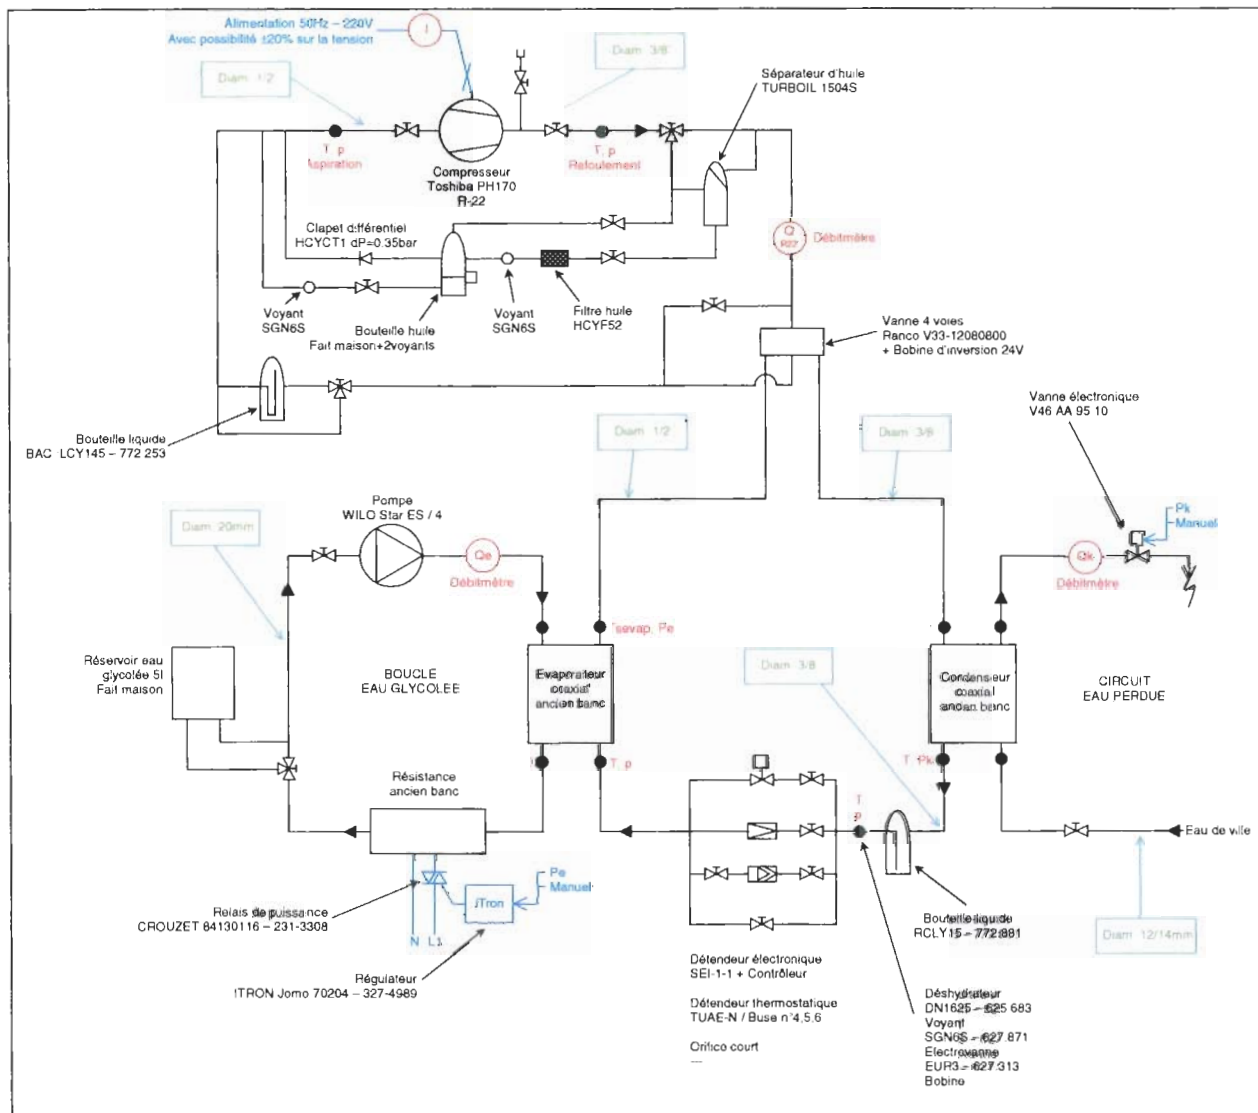 Alimentation 50Hz – 220V
Avec possibilité ±20% sur la tension
I
Diam 1/2
Diam 3/8
Séparateur d'huile
TURBOIL 1504S
T, p
Aspiration
T, p
Refoulement
Compresseur
Toshiba PH170
R-22
Clapet différentiel
HCYCT1 dP=0.35bar
Q
R22
Débitmètre
Voyant
SGN6S
Bouteille huile
Fait maison+2voyants
Voyant
SGN6S
Filtre huile
HCYF52
Vanne 4 voies
Ranco V33-12080800
+ Bobine d'inversion 24V
Bouteille liquide
BAC LCY145 – 772 253
Vanne électronique
V46 AA 95 10
Diam 1/2
Diam 3/8
Pompe
WILO Star ES / 4
Diam 20mm
Pk
Manuel
Qe
Débitmètre
Qk
Débitmètre
Tsevap, Pe
Réservoir eau
glycolée 5l
Fait maison
BOUCLE
EAU GLYCOLEE
Evaporateur
coaxial
ancien banc
Diam 3/8
Condenseur
coaxial
ancien banc
CIRCUIT
EAU PERDUE
T, p
T, Pk
Résistance
ancien banc
T
p
Eau de ville
Pe
Manuel
iTron
Relais de puissance
CROUZET 84130116 – 231-3308
N L1
Régulateur
iTRON Jomo 70204 – 327-4989
Bouteille liquide
RCLY15 – 772.881
Diam 12/14mm
Détendeur électronique
SEI-1-1 + Contrôleur
Détendeur thermostatique
TUAE-N / Buse n°4,5,6
Orifice court
—
Déshydrateur
DN1625 – 625 683
Voyant
SGN6S – 627.871
Electrovanne
EUR3 – 627.313
Bobine